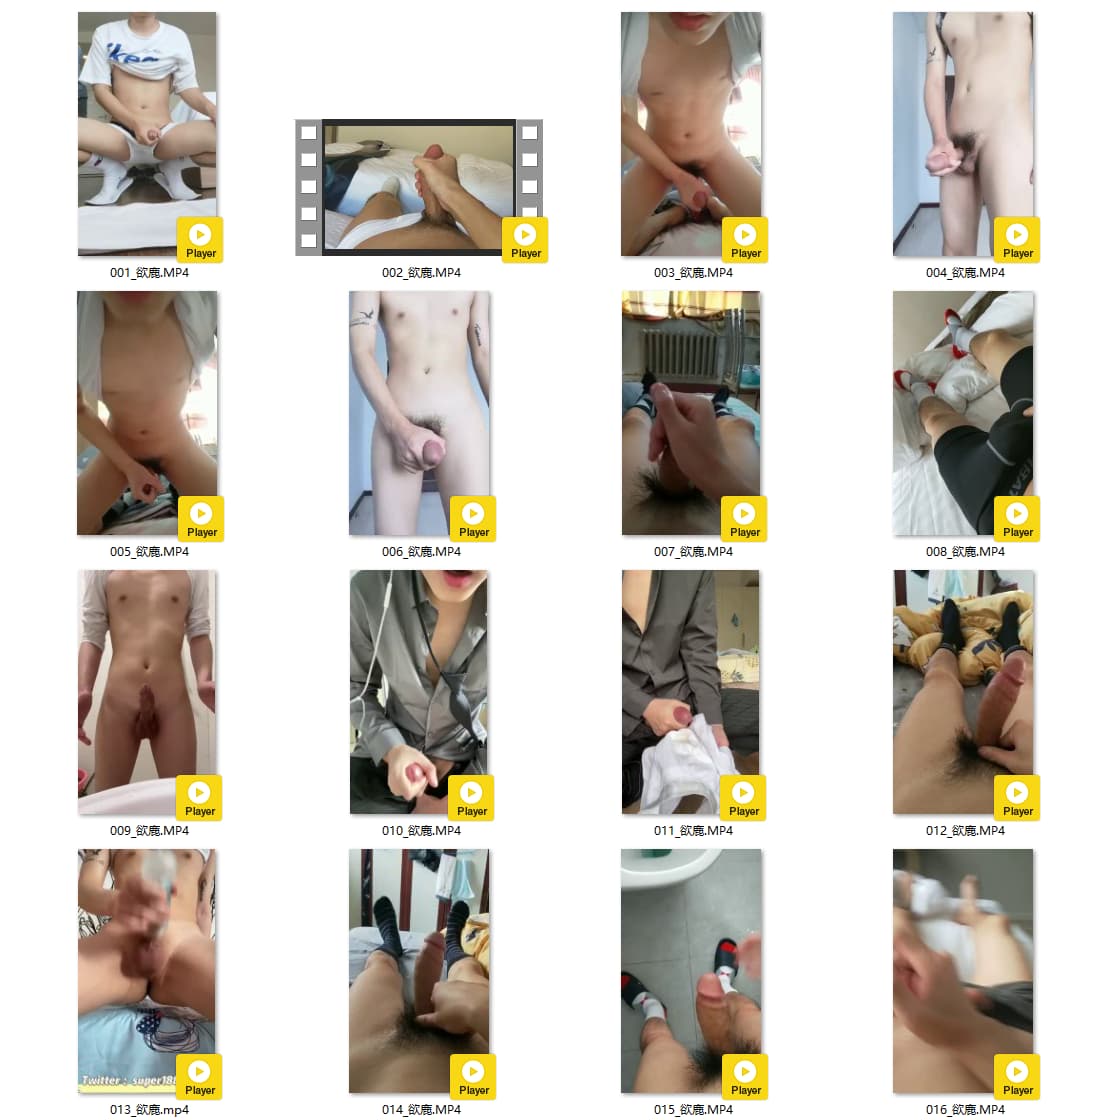 ikea
Player
Player
Player
Player
001_欲鹿.MP4
002_欲鹿.MP4
003_欲鹿.MP4
004_欲鹿.MP4
Player
Player
Player
Player
005_欲鹿.MP4
006_欲鹿.MP4
007_欲鹿.MP4
008_欲鹿.MP4
Player
Player
Player
Player
009_欲鹿.MP4
010_欲鹿.MP4
011_欲鹿.MP4
012_欲鹿.MP4
Twitter : super188
Player
Player
Player
Player
013_欲鹿.mp4
014_欲鹿.MP4
015_欲鹿.MP4
016_欲鹿.MP4